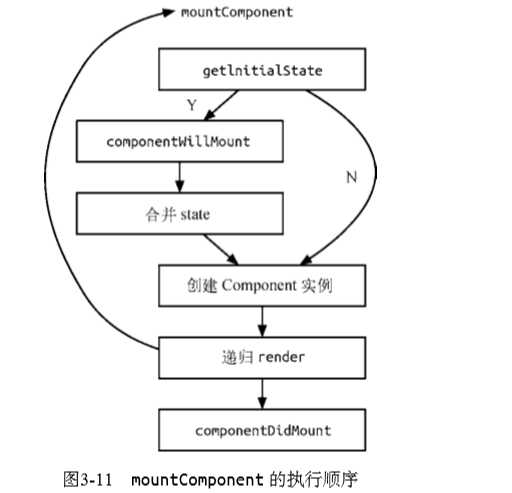 mountComponent
getlnitialState
Y
componentWillMount
N
合并 state
创建 Component 实例
递归 render
componentDidMount
图3-11 mountComponent 的执行顺序